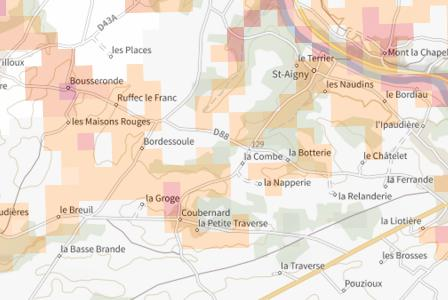 D43A
les Places
le Terrier
Mont la Chapel
St-Aigny
Bousseronde
les Naudins
Ruffec le Franc
le Bordiau
les Maisons Rouges
l'Ipaudière
D88
129
Bordessoule
la Combe
la Botterie
le Châtelet
la Napperie
la Ferrande
la Relanderie
la Groge
udières
le Breuil
Coubernard
la Petite Traverse
la Liotière
la Basse Brande
les Brosses
la Traverse
Pouzioux